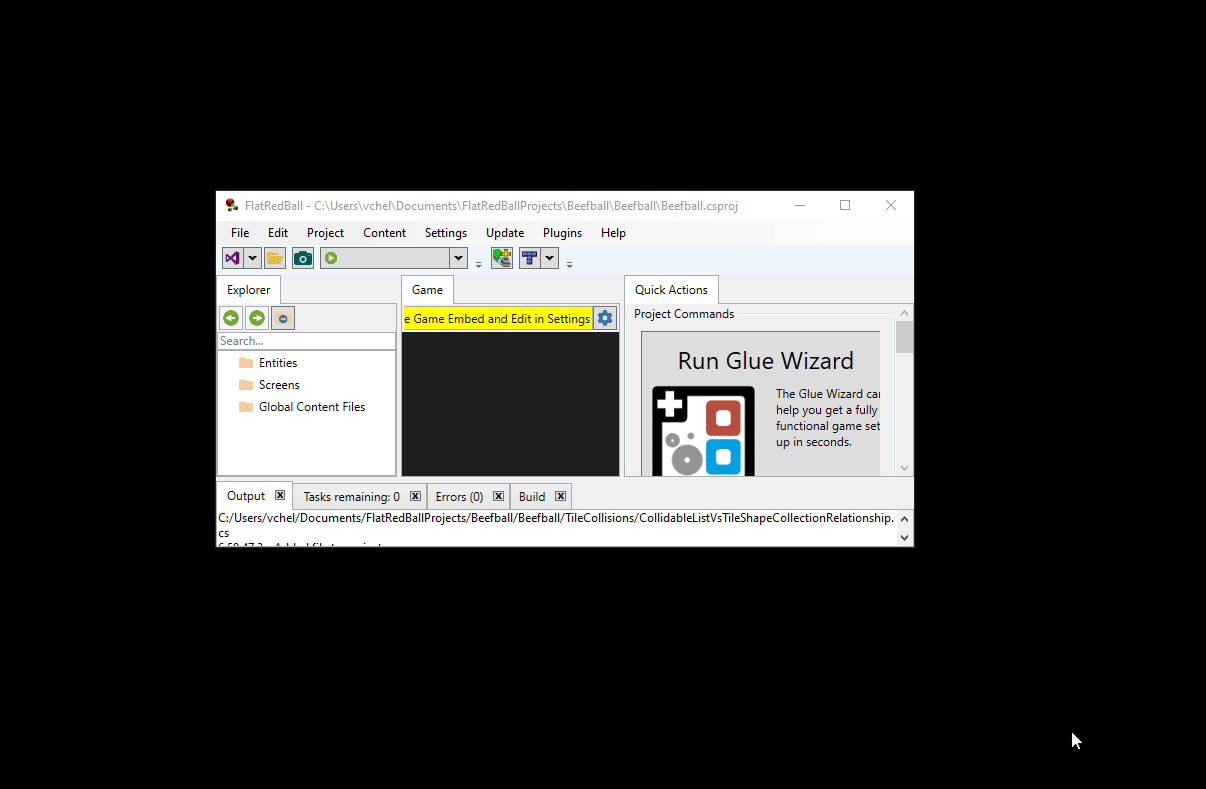 FlatRedBall - C:\Users\vchel\Documents\FlatRedBallProjects\Beefball\Beefball\Beefball.csproj
File Edit Project Content Settings Update Plugins Help
Explorer
Game
Quick Actions
e Game Embed and Edit in Settings
Project Commands
Search...
Entities
Screens
Global Content Files
Run Glue Wizard
The Glue Wizard can
help you get a fully
functional game set
up in seconds.
Output Tasks remaining: 0 Errors (0) Build
C:/Users/vchel/Documents/FlatRedBallProjects/Beefball/Beefball/TileCollisions/CollidableListVsTileShapeCollectionRelationship.
cs